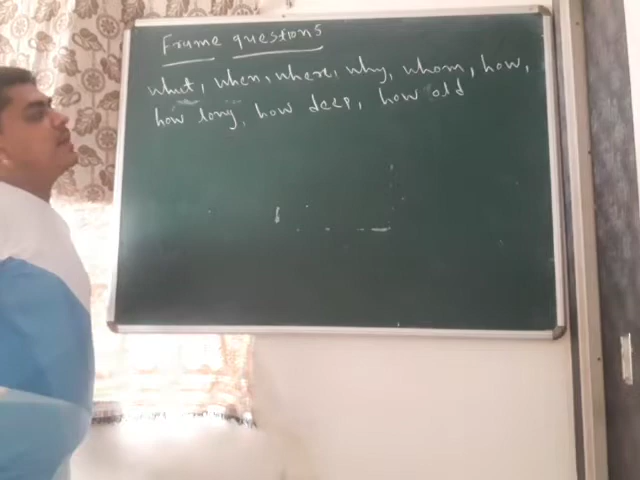 Frame questions
what, when, where, why, whom, how,
how long, how deep, how old